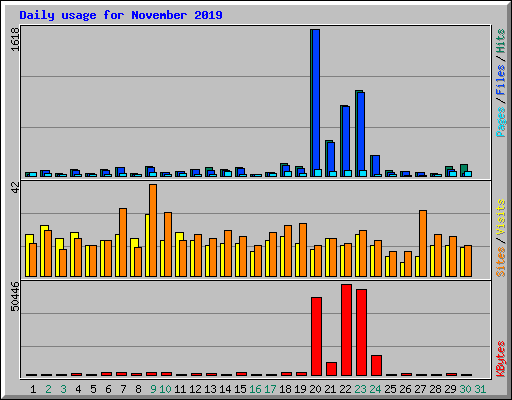 Daily usage for November 2019
1618
Pages / Files / Hits
42
Sites / Visits
50446
KBytes
1 2 3 4 5 6 7 8 9 10 11 12 13 14 15 16 17 18 19 20 21 22 23 24 25 26 27 28 29 30 31